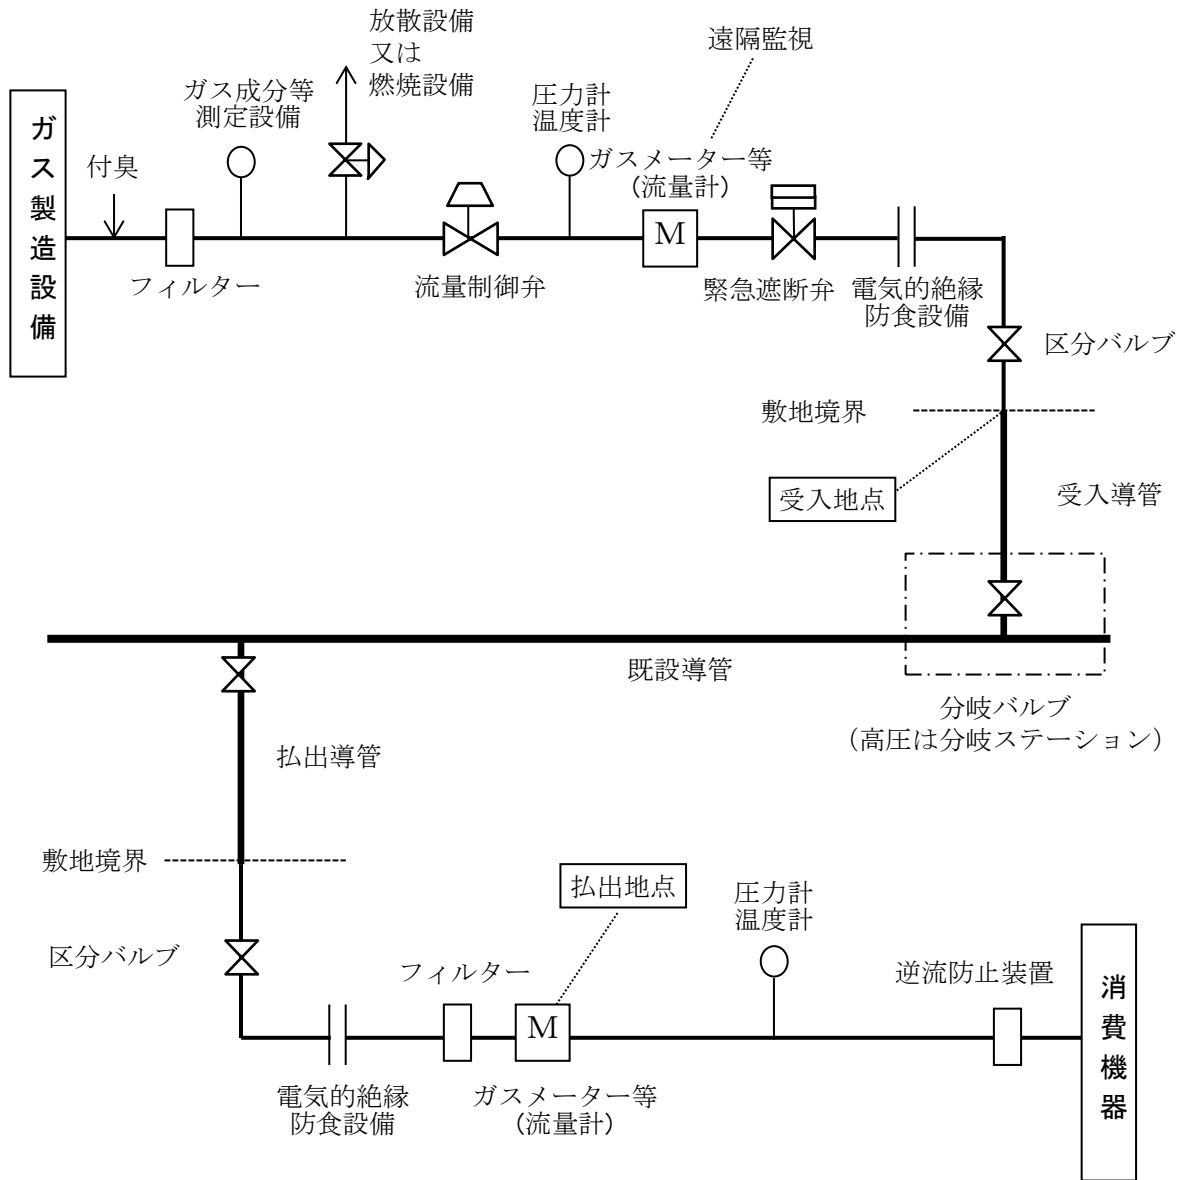 放散設備
又は
燃焼設備
遠隔監視
ガス成分等
測定設備
圧力計
温度計
ガス製造設備
付臭
ガスメーター等
（流量計）
M
フィルター
流量制御弁
緊急遮断弁
電気的絶縁
防食設備
区分バルブ
敷地境界
受入地点
受入導管
既設導管
分岐バルブ
（高圧は分岐ステーション）
払出導管
敷地境界
払出地点
圧力計
温度計
区分バルブ
フィルター
逆流防止装置
消費機器
M
電気的絶縁
防食設備
ガスメーター等
（流量計）